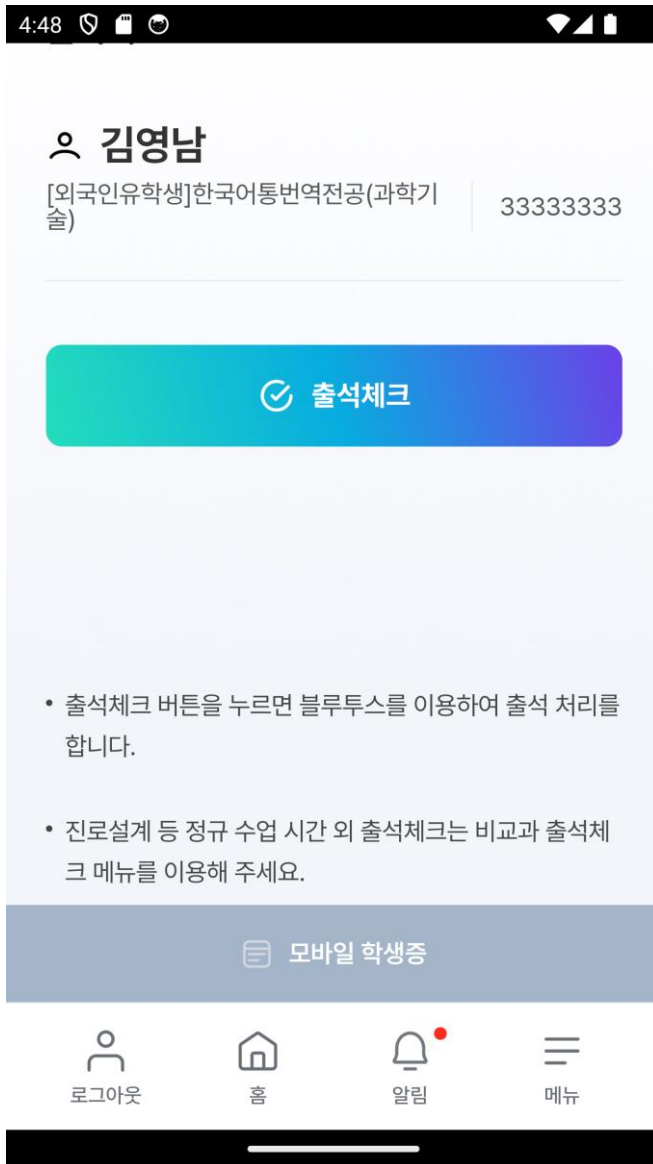 4:48
김영남
[외국인유학생]한국어통번역전공(과학기
술)
33333333
출석체크
• 출석체크 버튼을 누르면 블루투스를 이용하여 출석 처리를
합니다.
• 진로설계 등 정규 수업 시간 외 출석체크는 비교과 출석체
크 메뉴를 이용해 주세요.
모바일 학생증
로그아웃
홈
알림
메뉴